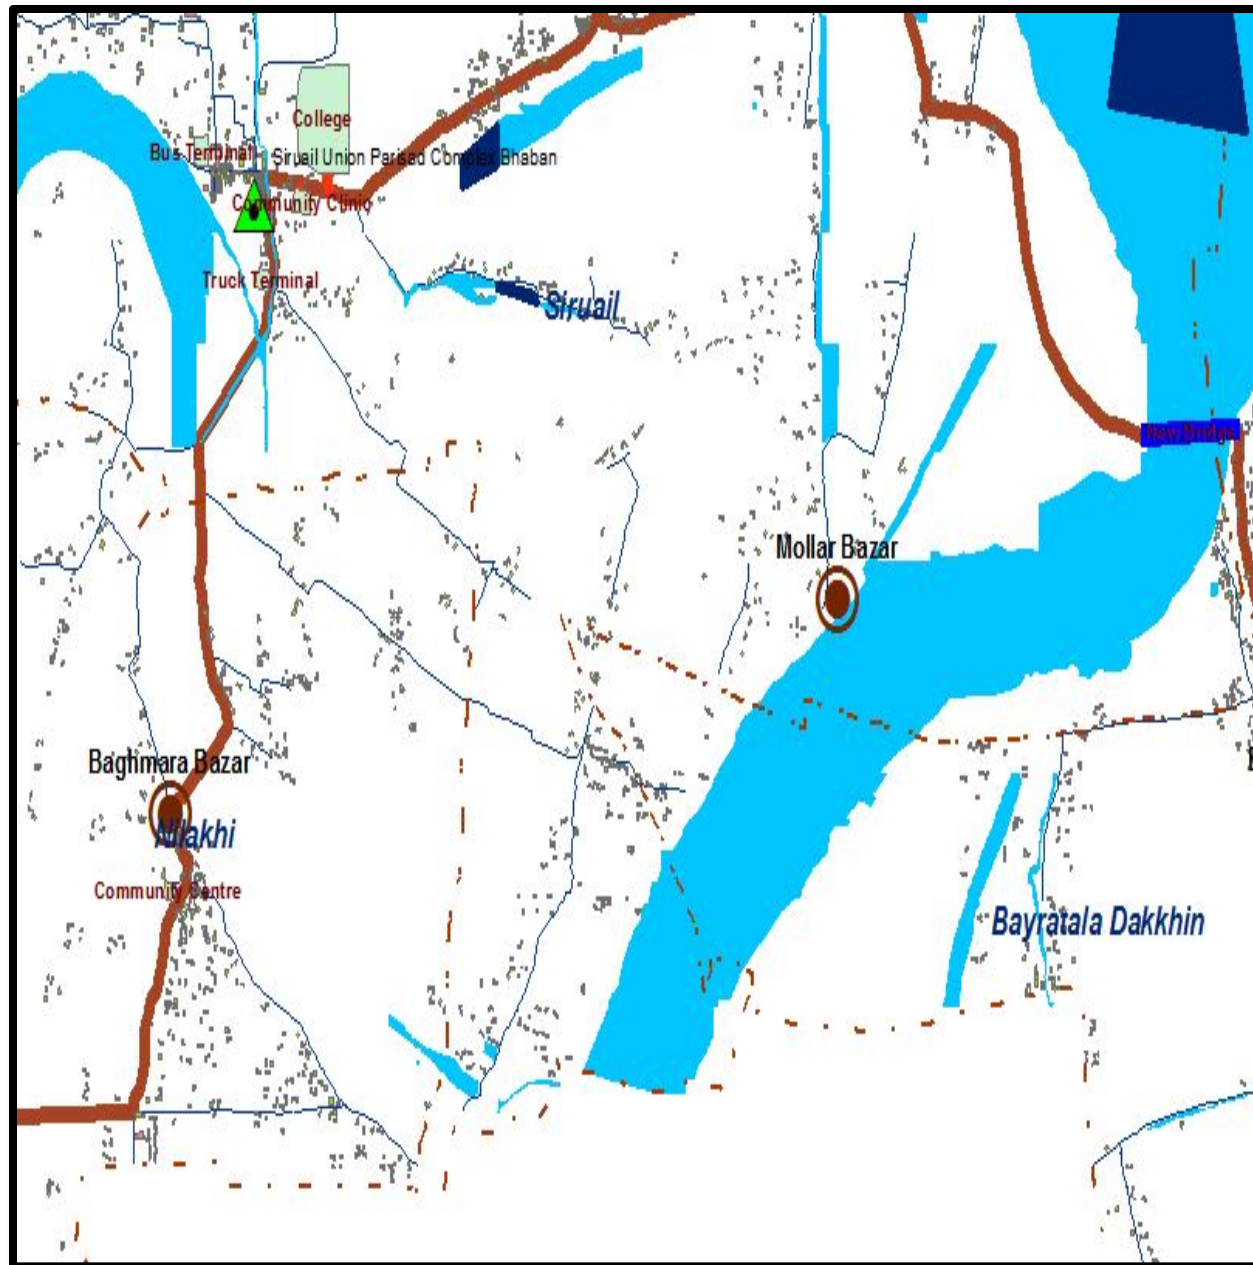 College
Bus Terminal
Siruail Union Parisad Complex Bhaban
Community Clinic
Truck Terminal
Siruail
New Bridge
Mollar Bazar
Baghmara Bazar
Nilakhi
Community Centre
Bayratala Dakkhin